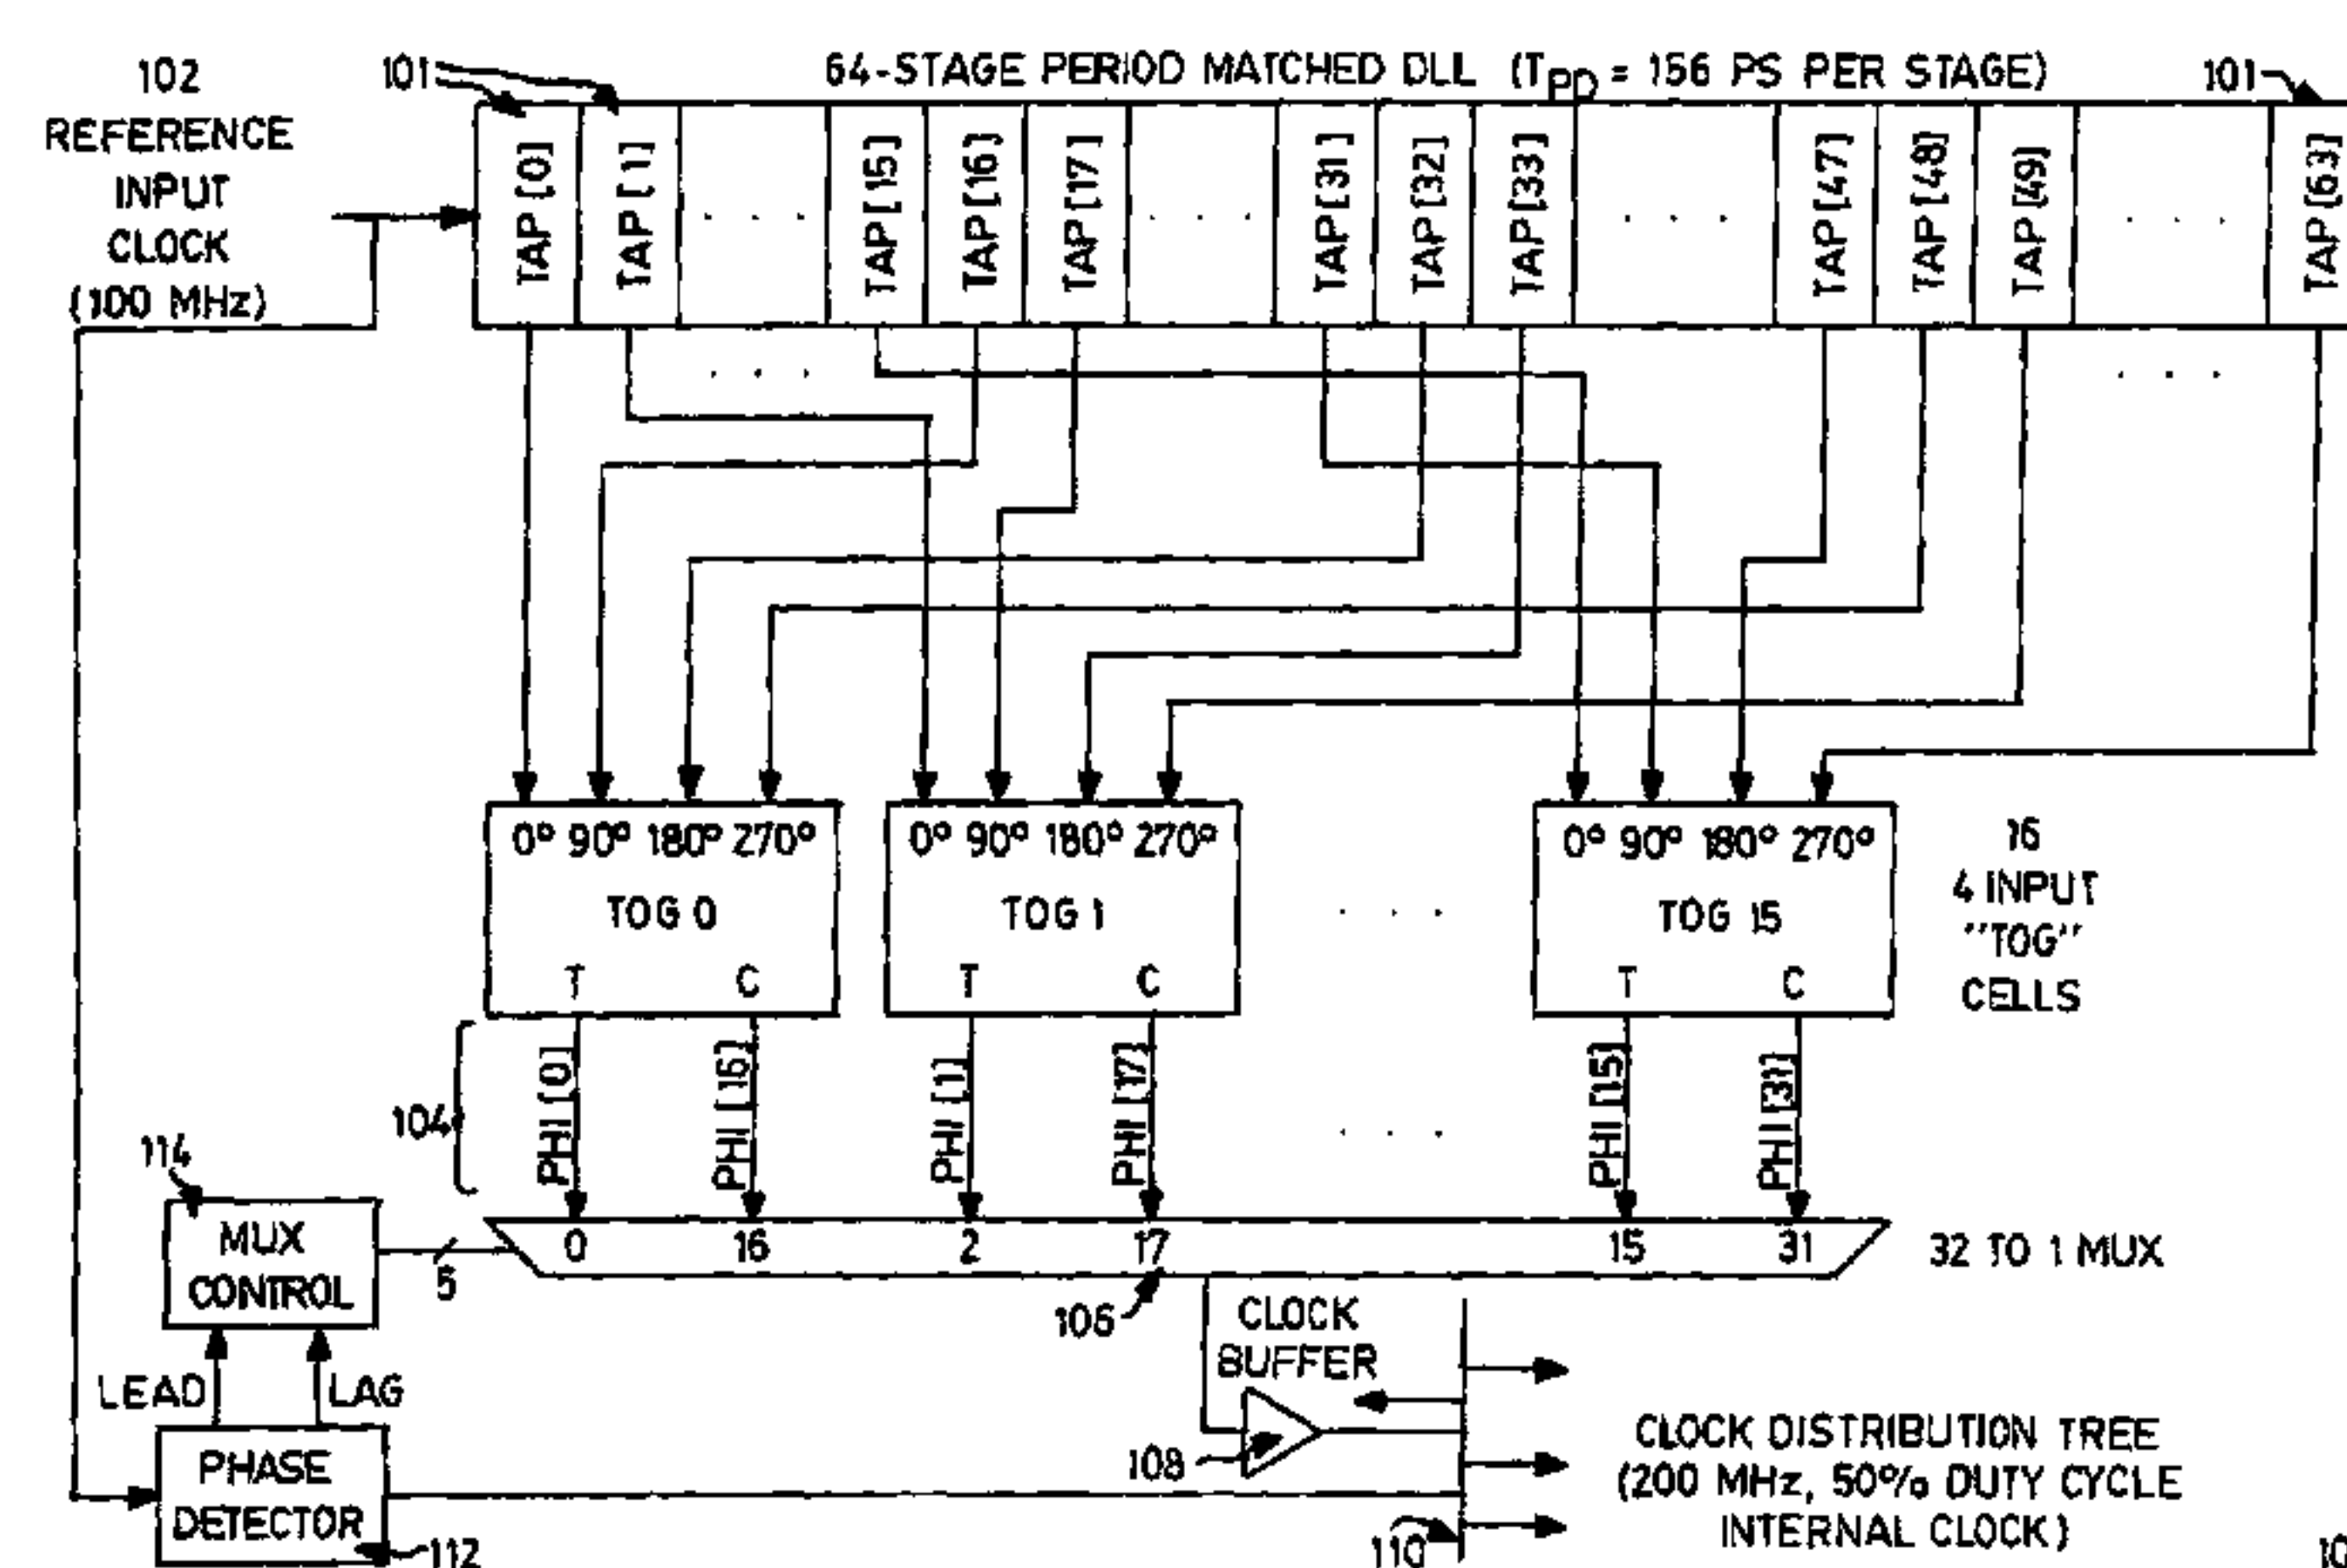 102
REFERENCE
INPUT
CLOCK
(100 MHz)
101
64-STAGE PERIOD MATCHED DLL (TPD = 156 PS PER STAGE)
101
TAP[0]
TAP[1]
. . .
TAP[15]
TAP[16]
TAP[17]
. . .
TAP[31]
TAP[32]
TAP[33]
. . .
TAP[47]
TAP[48]
TAP[49]
. . .
TAP[63]
. . .
. . .
0° 90° 180° 270°
TOG 0
T C
0° 90° 180° 270°
TOG 1
T C
. . .
0° 90° 180° 270°
TOG 15
T C
16
4 INPUT
"TOG"
CELLS
104
PHI[0]
PHI[16]
PHI[1]
PHI[17]
. . .
PHI[15]
PHI[31]
114
MUX
CONTROL
5
0 16 2 17 15 31
32 TO 1 MUX
106
CLOCK
BUFFER
108
LEAD
LAG
PHASE
DETECTOR
112
110
CLOCK DISTRIBUTION TREE
(200 MHz, 50% DUTY CYCLE
INTERNAL CLOCK)